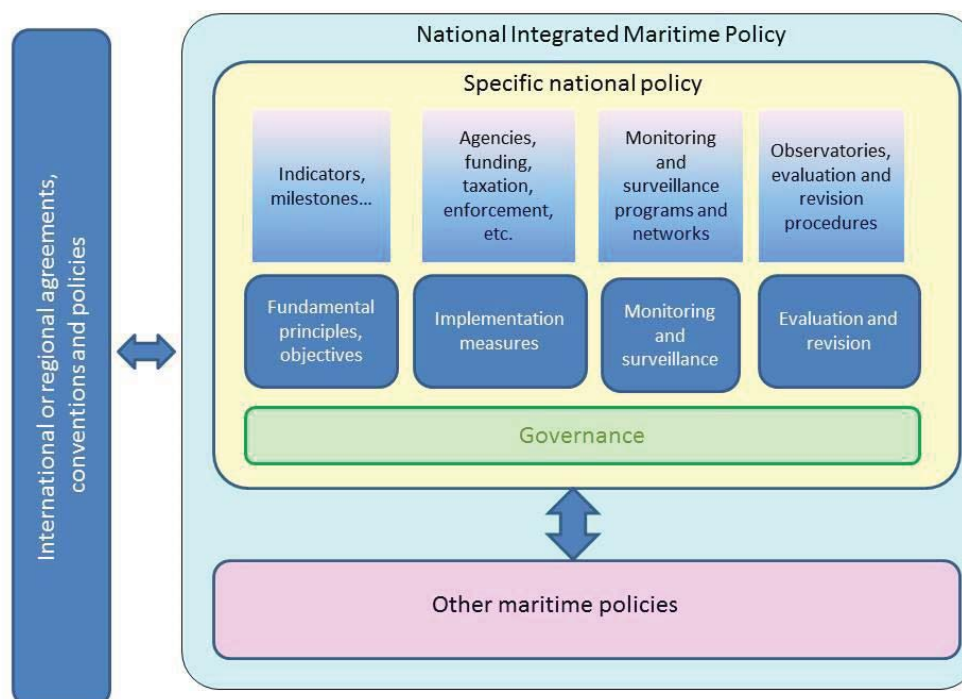 International or regional agreements,
conventions and policies
National Integrated Maritime Policy
Specific national policy
Indicators,
milestones...
Agencies,
funding,
taxation,
enforcement,
etc.
Monitoring
and
surveillance
programs and
networks
Observatories,
evaluation and
revision
procedures
Fundamental
principles,
objectives
Implementation
measures
Monitoring
and
surveillance
Evaluation and
revision
Governance
Other maritime policies